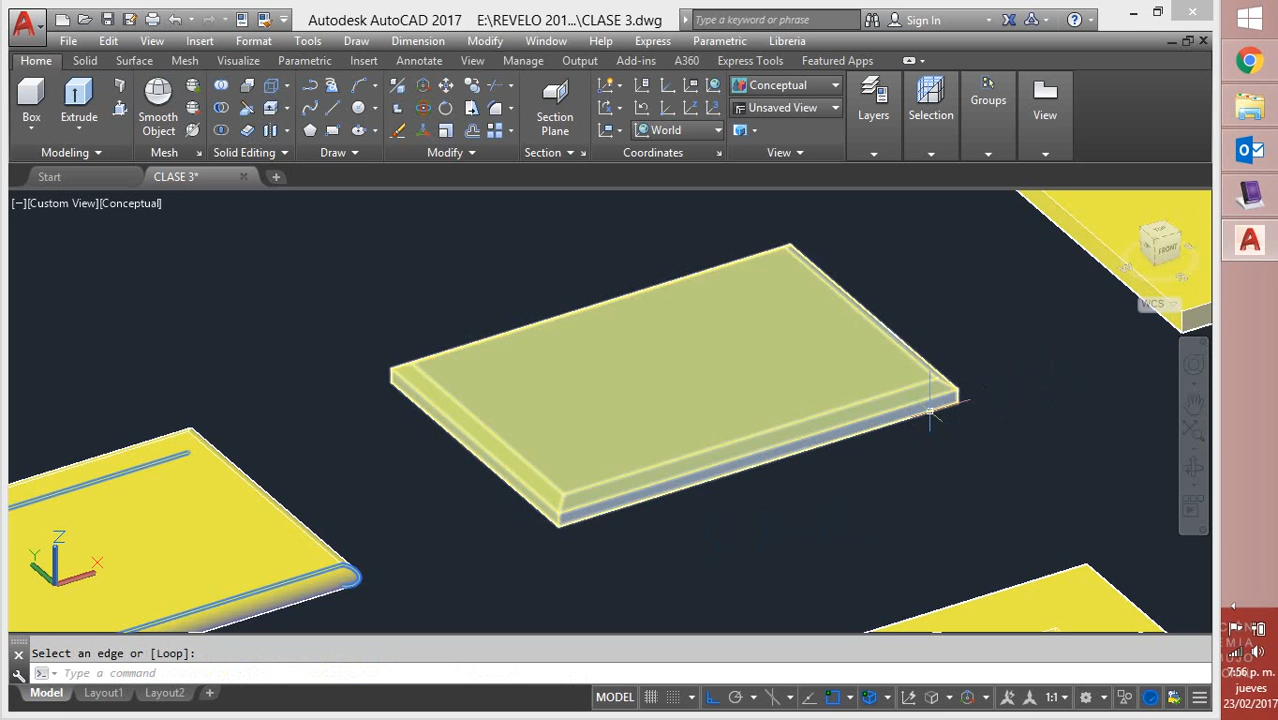 Autodesk AutoCAD 2017 E:\REVELO 201...\CLASE 3.dwg Type a keyword or phrase Sign In
File Edit View Insert Format Tools Draw Dimension Modify Window Help Express Parametric Libreria
Home Solid Surface Mesh Visualize Parametric Insert Annotate View Manage Output Add-ins A360 Express Tools Featured Apps
Box Extrude Smooth Object Section Plane Conceptual Unsaved View World Layers Selection Groups View
Modeling Mesh Solid Editing Draw Modify Section Coordinates View
Start CLASE 3*
[−][Custom View][Conceptual]
TOP
FRONT
WCS
Z
Y X
Select an edge or [Loop]:
Type a command
Model Layout1 Layout2 MODEL 1:1
7:56 p. m.
jueves
23/02/2017